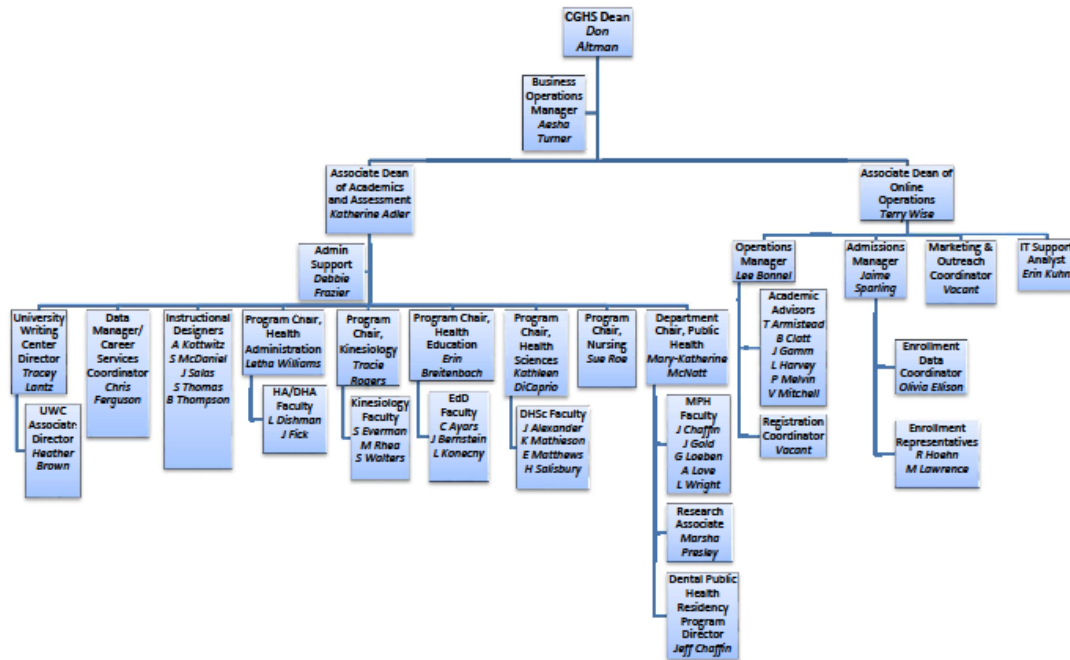 CGHS Dean
Don
Altman
Business
Operations
Manager
Aesha
Turner
Associate Dean
of Academics
and Assessment
Katherine Adler
Associate Dean of
Online
Operations
Terry Wise
Admin
Support
Debbie
Frazier
Operations
Manager
Lee Bonnel
Admissions
Manager
Jaime
Sparling
Marketing &
Outreach
Coordinator
Vacant
IT Support
Analyst
Erin Kuhn
University
Writing
Center
Director
Tracey
Lantz
Data
Manager/
Career
Services
Coordinator
Chris
Ferguson
Instructional
Designers
A Kottwitz
S McDaniel
J Salas
S Thomas
B Thompson
Program Chair,
Health
Administration
Letha Williams
Program
Chair,
Kinesiology
Tracie
Rogers
Program Chair,
Health
Education
Erin
Breitenbach
Program
Chair,
Health
Sciences
Kathleen
DiCaprio
Program
Chair,
Nursing
Sue Roe
Department
Chair, Public
Health
Mary-Katherine
McNatt
UWC
Associate
Director
Heather
Brown
HA/DHA
Faculty
L Dishman
J Fick
Kinesiology
Faculty
S Everman
M Rhea
S Walters
EdD
Faculty
C Ayars
J Bernstein
L Konecny
DHSc Faculty
J Alexander
K Mathieson
E Matthews
H Salisbury
MPH
Faculty
J Chaffin
J Gold
G Loeben
A Love
L Wright
Research
Associate
Marsha
Presley
Dental Public
Health
Residency
Program
Director
Jeff Chaffin
Academic
Advisors
T Armistead
B Clatt
J Gamm
L Harvey
P Melvin
V Mitchell
Registration
Coordinator
Vacant
Enrollment
Data
Coordinator
Olivia Ellison
Enrollment
Representatives
R Hoehn
M Lawrence